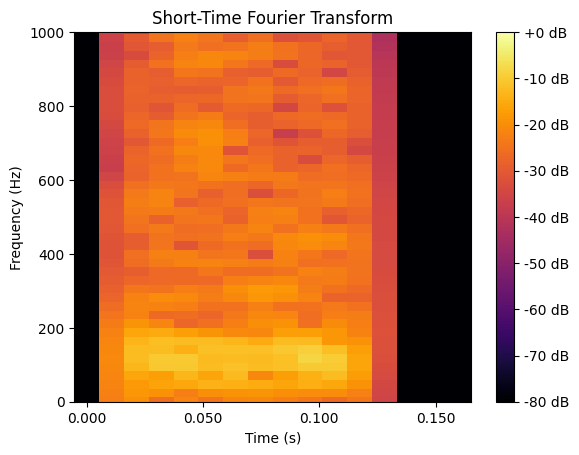 Short-Time Fourier Transform
1000
800
600
400
200
0
Frequency (Hz)
0.000
0.050
0.100
0.150
Time (s)
+0 dB
-10 dB
-20 dB
-30 dB
-40 dB
-50 dB
-60 dB
-70 dB
-80 dB